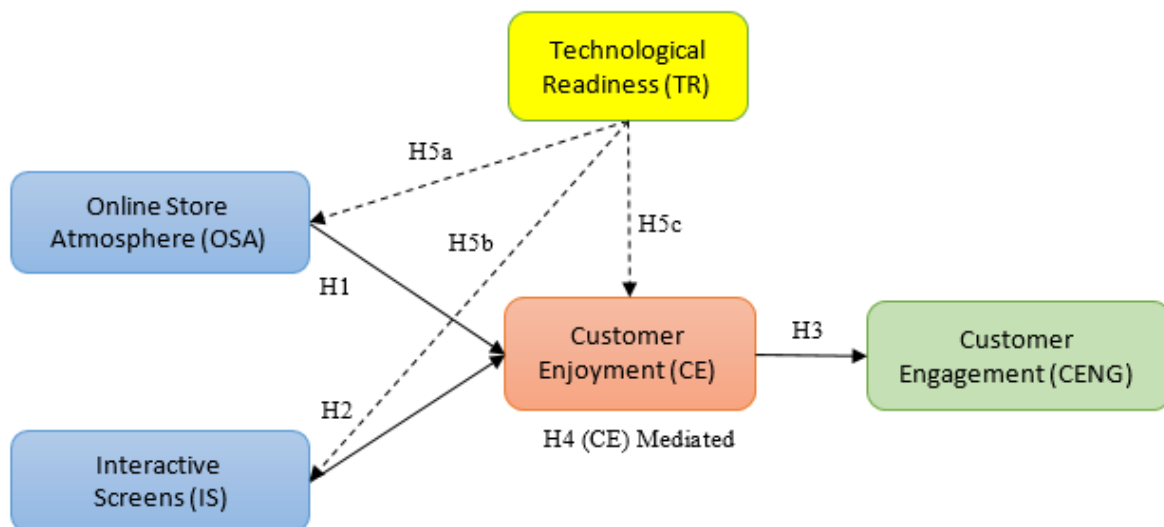 Technological
Readiness (TR)
H5a
Online Store
Atmosphere (OSA)
H5b
H5c
H1
Customer
Enjoyment (CE)
H3
Customer
Engagement (CENG)
H2
H4 (CE) Mediated
Interactive
Screens (IS)